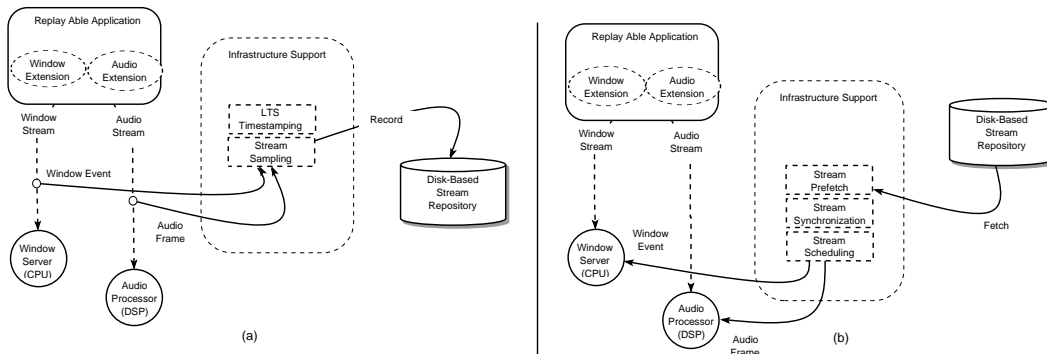 Replay Able Application
Window
Extension
Audio
Extension
Infrastructure Support
Window
Stream
Audio
Stream
LTS
Timestamping
Stream
Sampling
Record
Disk-Based
Stream
Repository
Window Event
Audio
Frame
Window
Server
(CPU)
Audio
Processor
(DSP)
(a)
Replay Able Application
Window
Extension
Audio
Extension
Infrastructure Support
Window
Stream
Audio
Stream
Disk-Based
Stream
Repository
Stream
Prefetch
Stream
Synchronization
Stream
Scheduling
Fetch
Window
Event
Window
Server
(CPU)
Audio
Processor
(DSP)
Audio
Frame
(b)